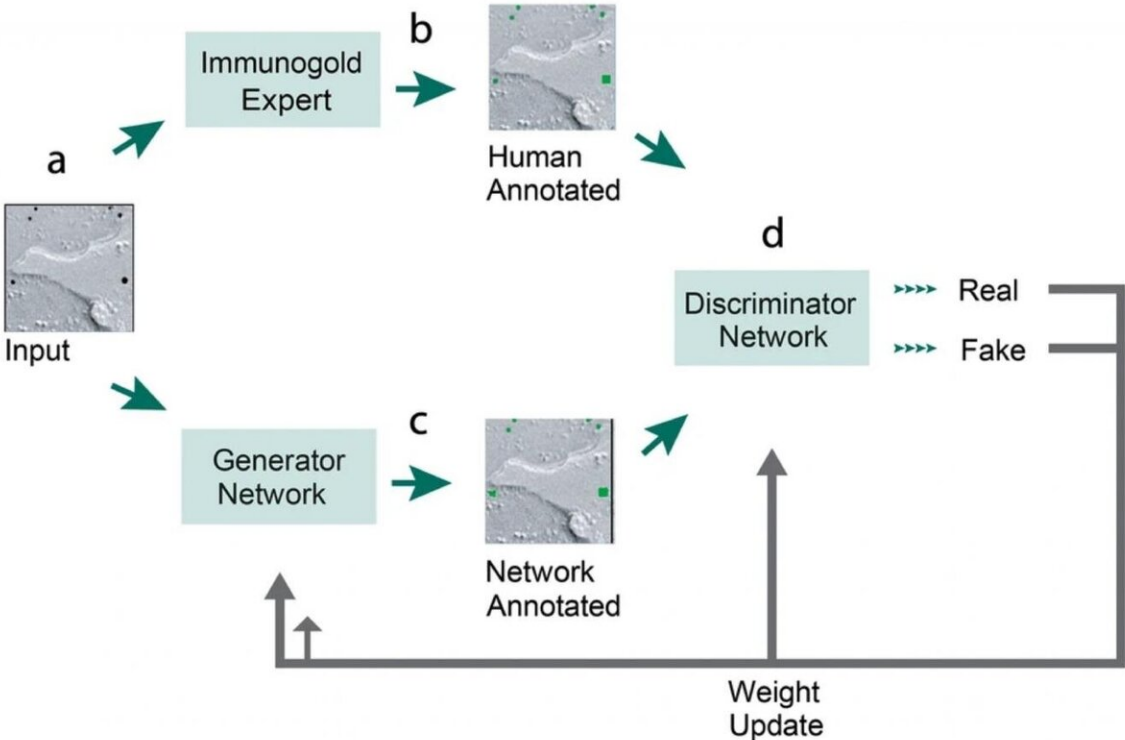 b
Immunogold
Expert
Human
Annotated
a
Input
d
Discriminator
Network
Real
Fake
c
Generator
Network
Network
Annotated
Weight
Update